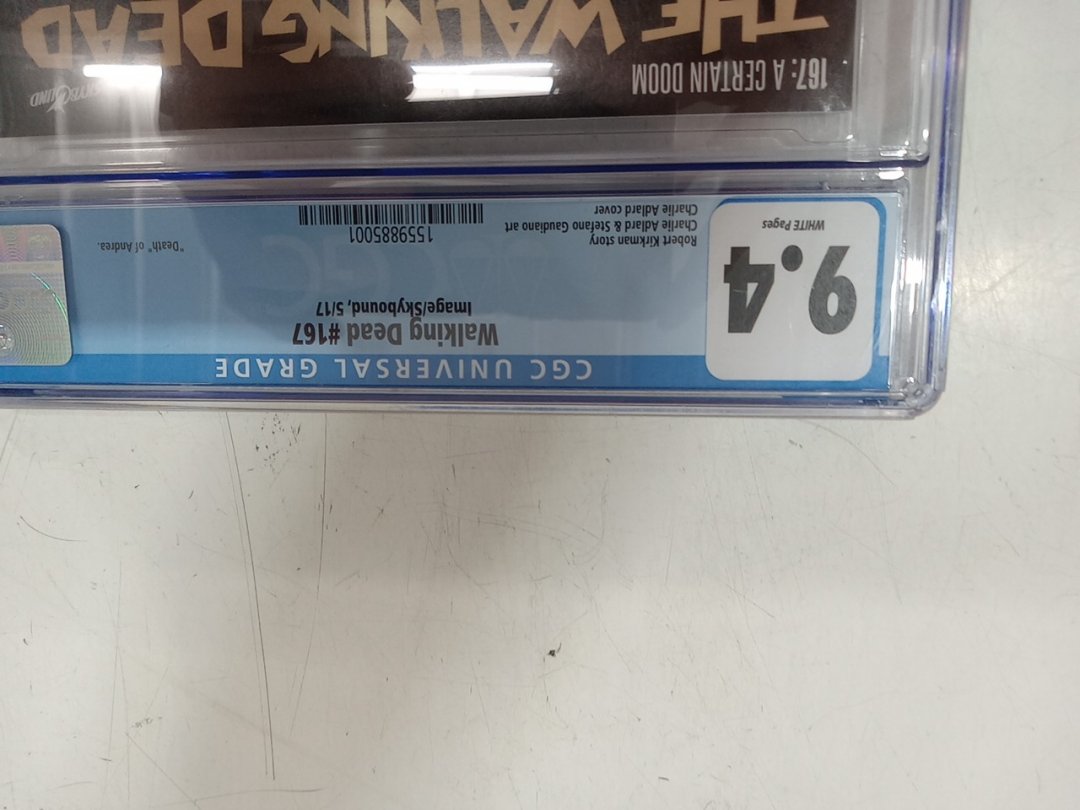 CGC UNIVERSAL GRADE
9.4
WHITE Pages
Walking Dead #167
Image/Skybound, 5/17
Robert Kirkman story
Charlie Adlard & Stefano Gaudiano art
Charlie Adlard cover
1559885001
"Death" of Andrea.
167: A CERTAIN DOOM
SKYBOUND
THE WALKING DEAD